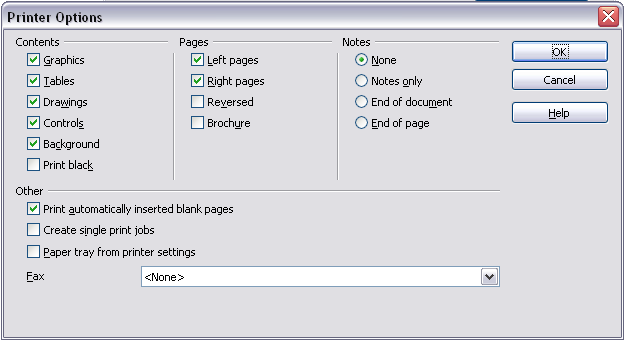 Printer Options
Contents
Graphics
Tables
Drawings
Controls
Background
Print black
Pages
Left pages
Right pages
Reversed
Brochure
Notes
None
Notes only
End of document
End of page
OK
Cancel
Help
Other
Print automatically inserted blank pages
Create single print jobs
Paper tray from printer settings
Fax
<None>